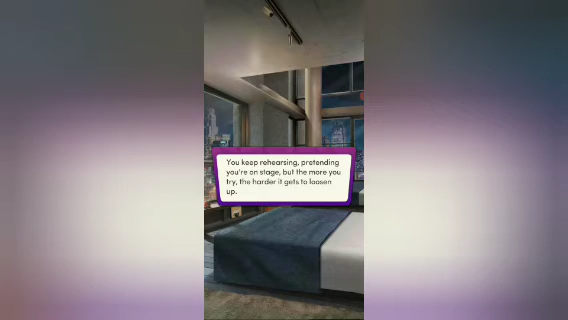 You keep rehearsing, pretending
you're on stage, but the more you
try, the harder it gets to loosen
up.